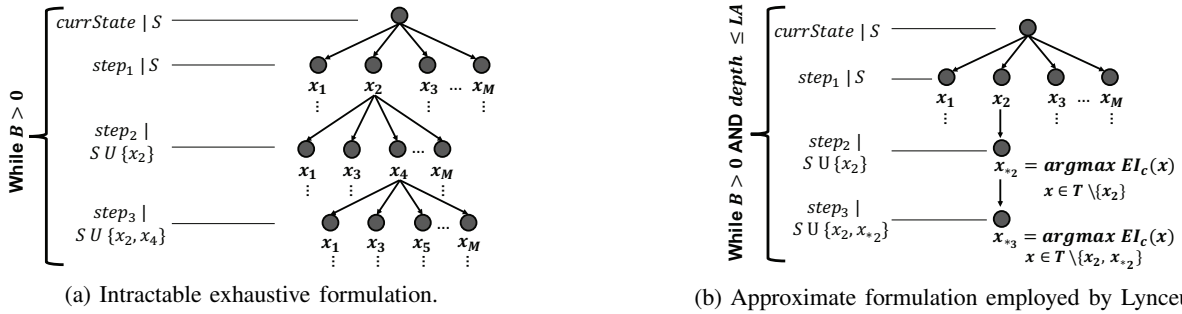 While B > 0
currState | S
step1 | S
x1 x2 x3 ... xM
⋮ ⋮ ⋮
step2 |
S U {x2}
x1 x3 x4 ... xM
⋮ ⋮ ⋮
step3 |
S U {x2, x4}
x1 x3 x5 ... xM
⋮ ⋮ ⋮ ⋮
(a) Intractable exhaustive formulation.
While B > 0 AND depth ≤ LA
currState | S
step1 | S
x1 x2 x3 ... xM
⋮ ⋮ ⋮
step2|
S U {x2}
x*2 = argmax EIc(x)
x ∈ T \{x2}
step3 |
S U {x2, x*2}
x*3 = argmax EIc(x)
x ∈ T \{x2, x*2}
(b) Approximate formulation employed by Lynceu